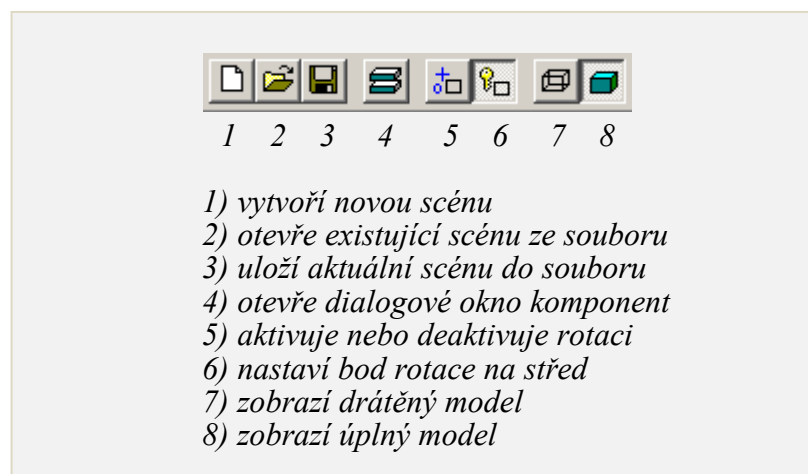 1 2 3 4 5 6 7 8
1) vytvoří novou scénu
2) otevře existující scénu ze souboru
3) uloží aktuální scénu do souboru
4) otevře dialogové okno komponent
5) aktivuje nebo deaktivuje rotaci
6) nastaví bod rotace na střed
7) zobrazí drátěný model
8) zobrazí úplný model